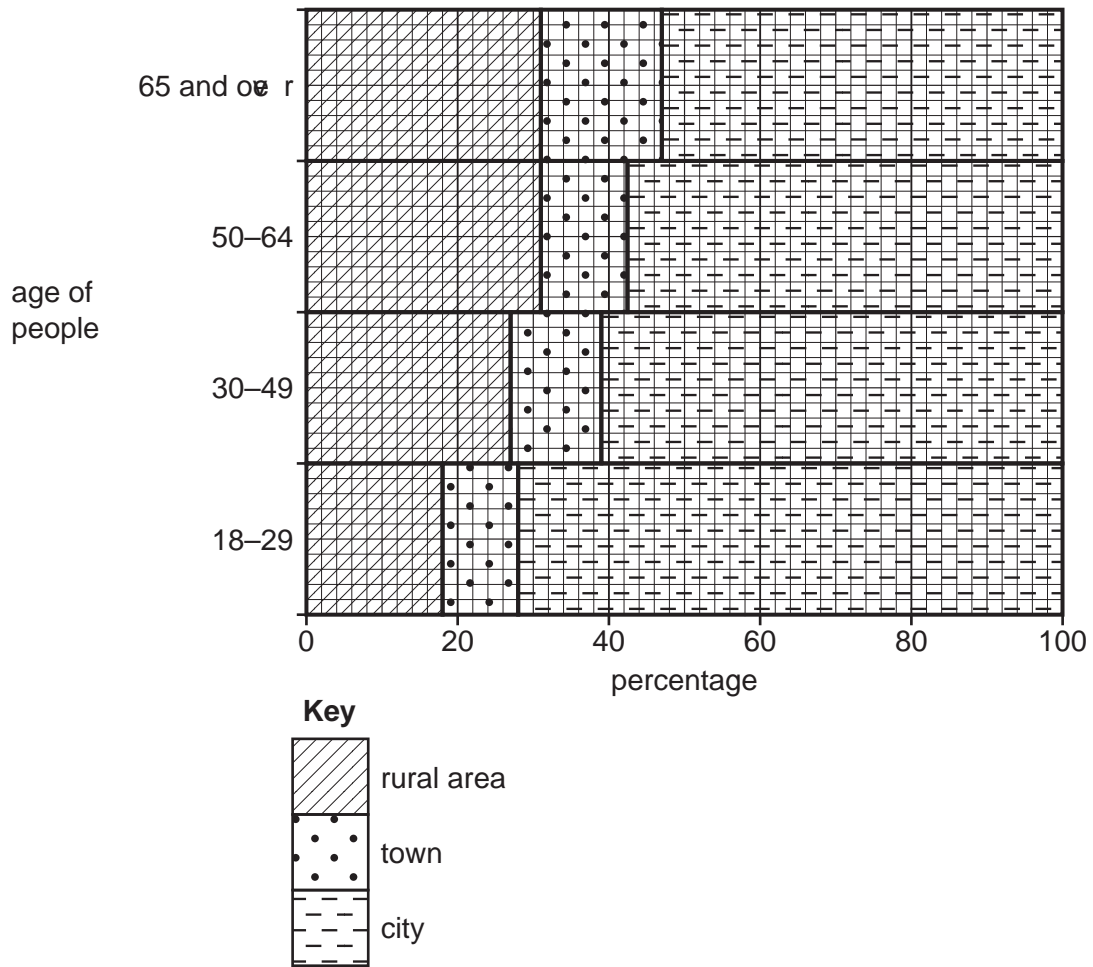 65 and over
50–64
age of
people
30–49
18–29
0 20 40 60 80 100
percentage
Key
rural area
town
city